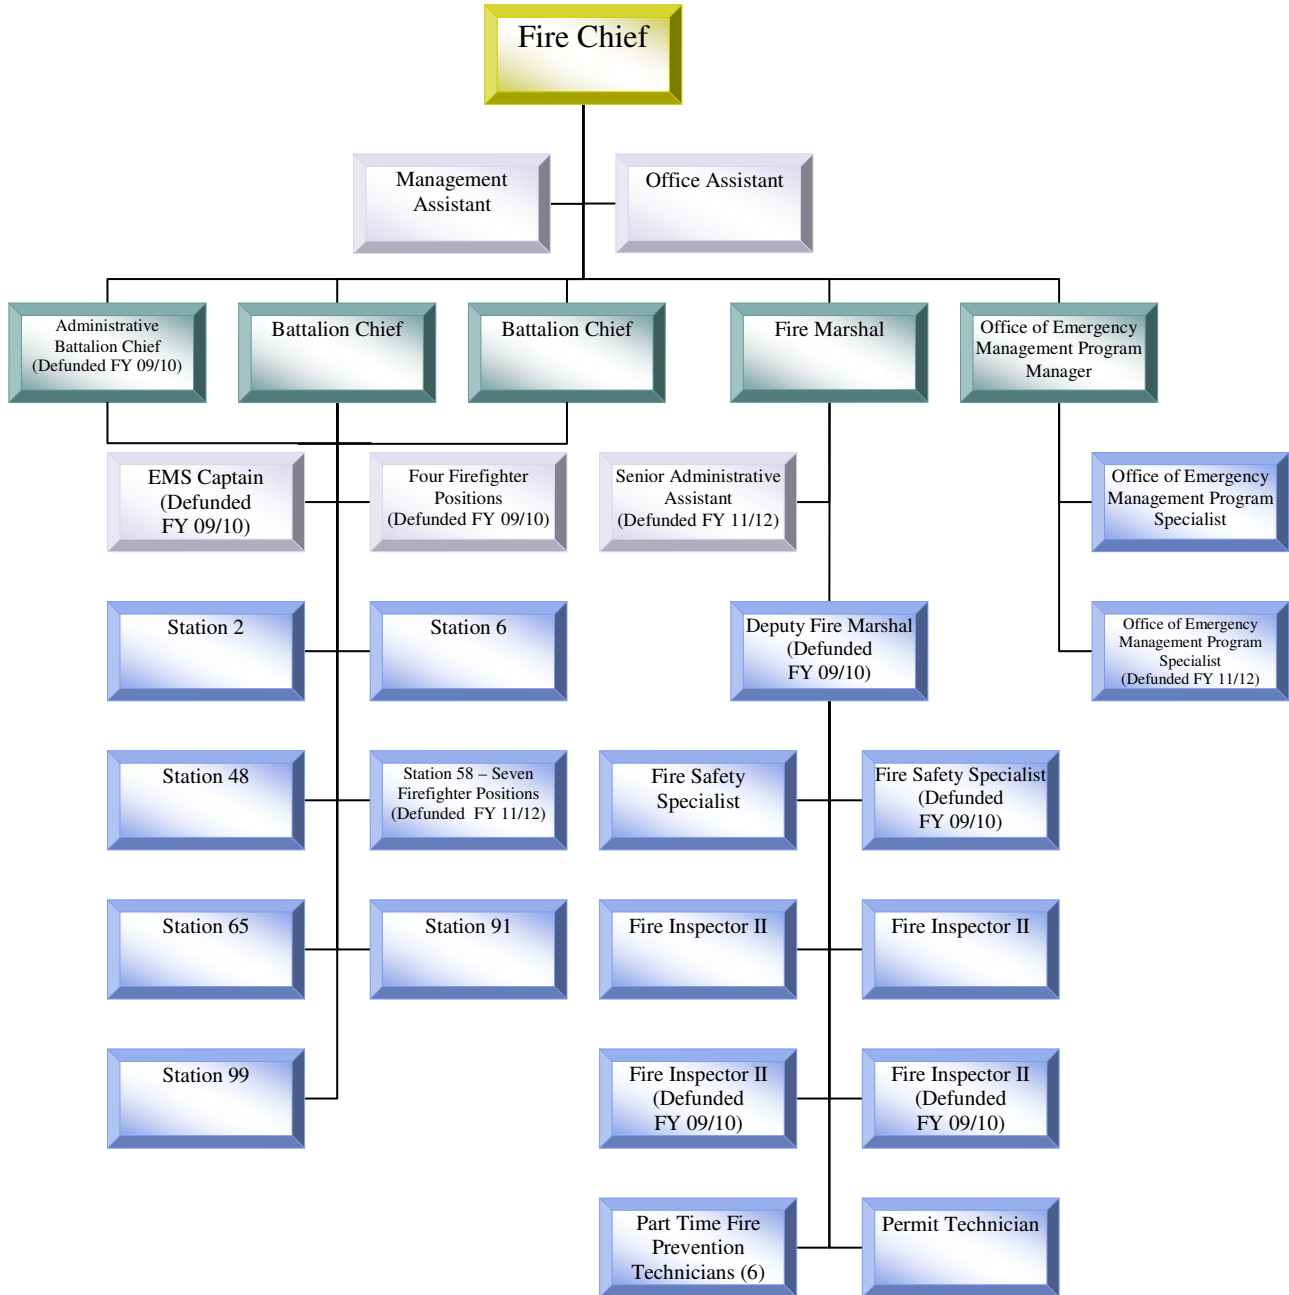 Fire Chief
Management
Assistant
Office Assistant
Administrative
Battalion Chief
(Defunded FY 09/10)
Battalion Chief
Battalion Chief
Fire Marshal
Office of Emergency
Management Program
Manager
EMS Captain
(Defunded
FY 09/10)
Four Firefighter
Positions
(Defunded FY 09/10)
Senior Administrative
Assistant
(Defunded FY 11/12)
Office of Emergency
Management Program
Specialist
Station 2
Station 6
Deputy Fire Marshal
(Defunded
FY 09/10)
Office of Emergency
Management Program
Specialist
(Defunded FY 11/12)
Station 48
Station 58 – Seven
Firefighter Positions
(Defunded  FY 11/12)
Fire Safety
Specialist
Fire Safety Specialist
(Defunded
FY 09/10)
Station 65
Station 91
Fire Inspector II
Fire Inspector II
Station 99
Fire Inspector II
(Defunded
FY 09/10)
Fire Inspector II
(Defunded
FY 09/10)
Part Time Fire
Prevention
Technicians (6)
Permit Technician